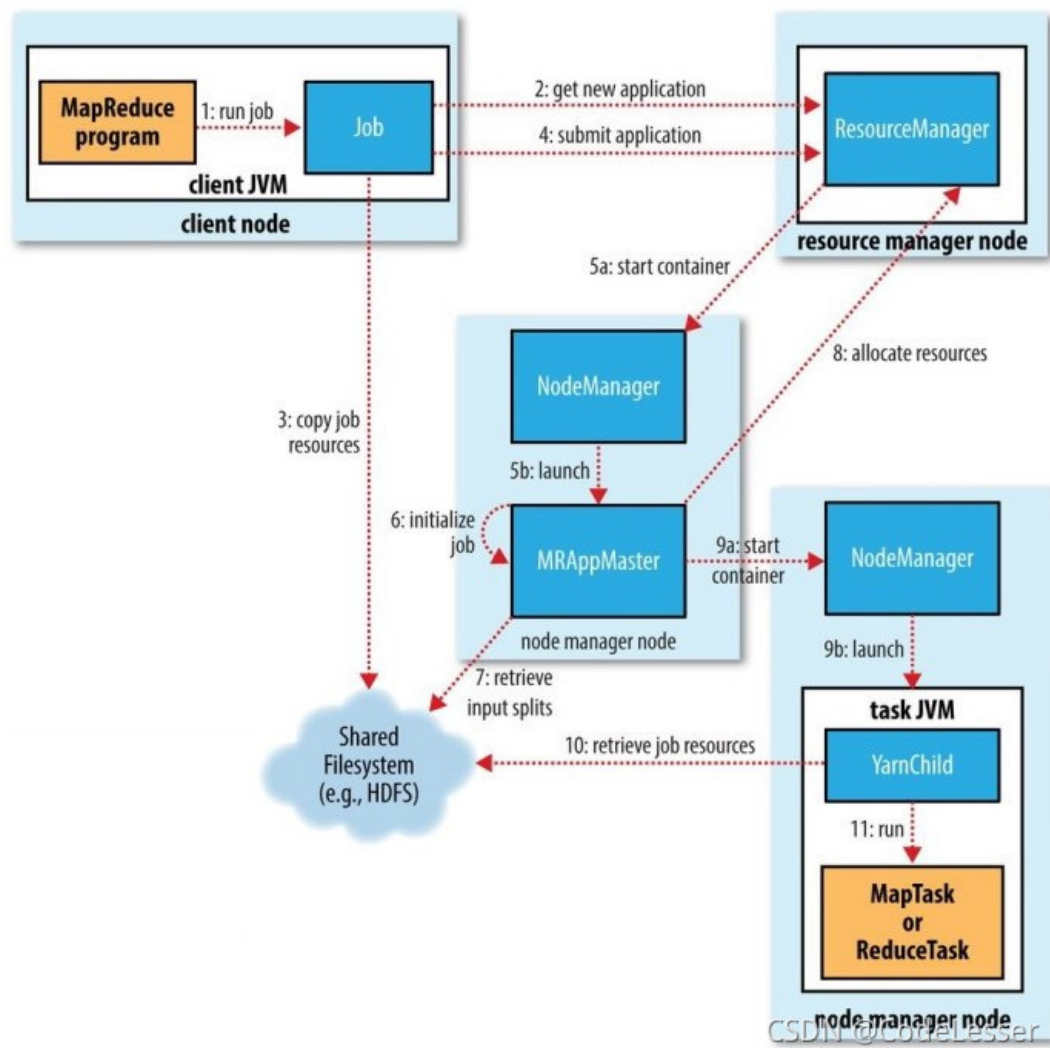 MapReduce
program
1: run job
Job
client JVM
client node
2: get new application
4: submit application
ResourceManager
resource manager node
5a: start container
8: allocate resources
NodeManager
3: copy job
resources
5b: launch
6: initialize
job
MRAppMaster
9a: start
container
node manager node
NodeManager
9b: launch
7: retrieve
input splits
task JVM
Shared
Filesystem
(e.g., HDFS)
10: retrieve job resources
YarnChild
11: run
MapTask
or
ReduceTask
node manager node
CSDN @CodeLesser